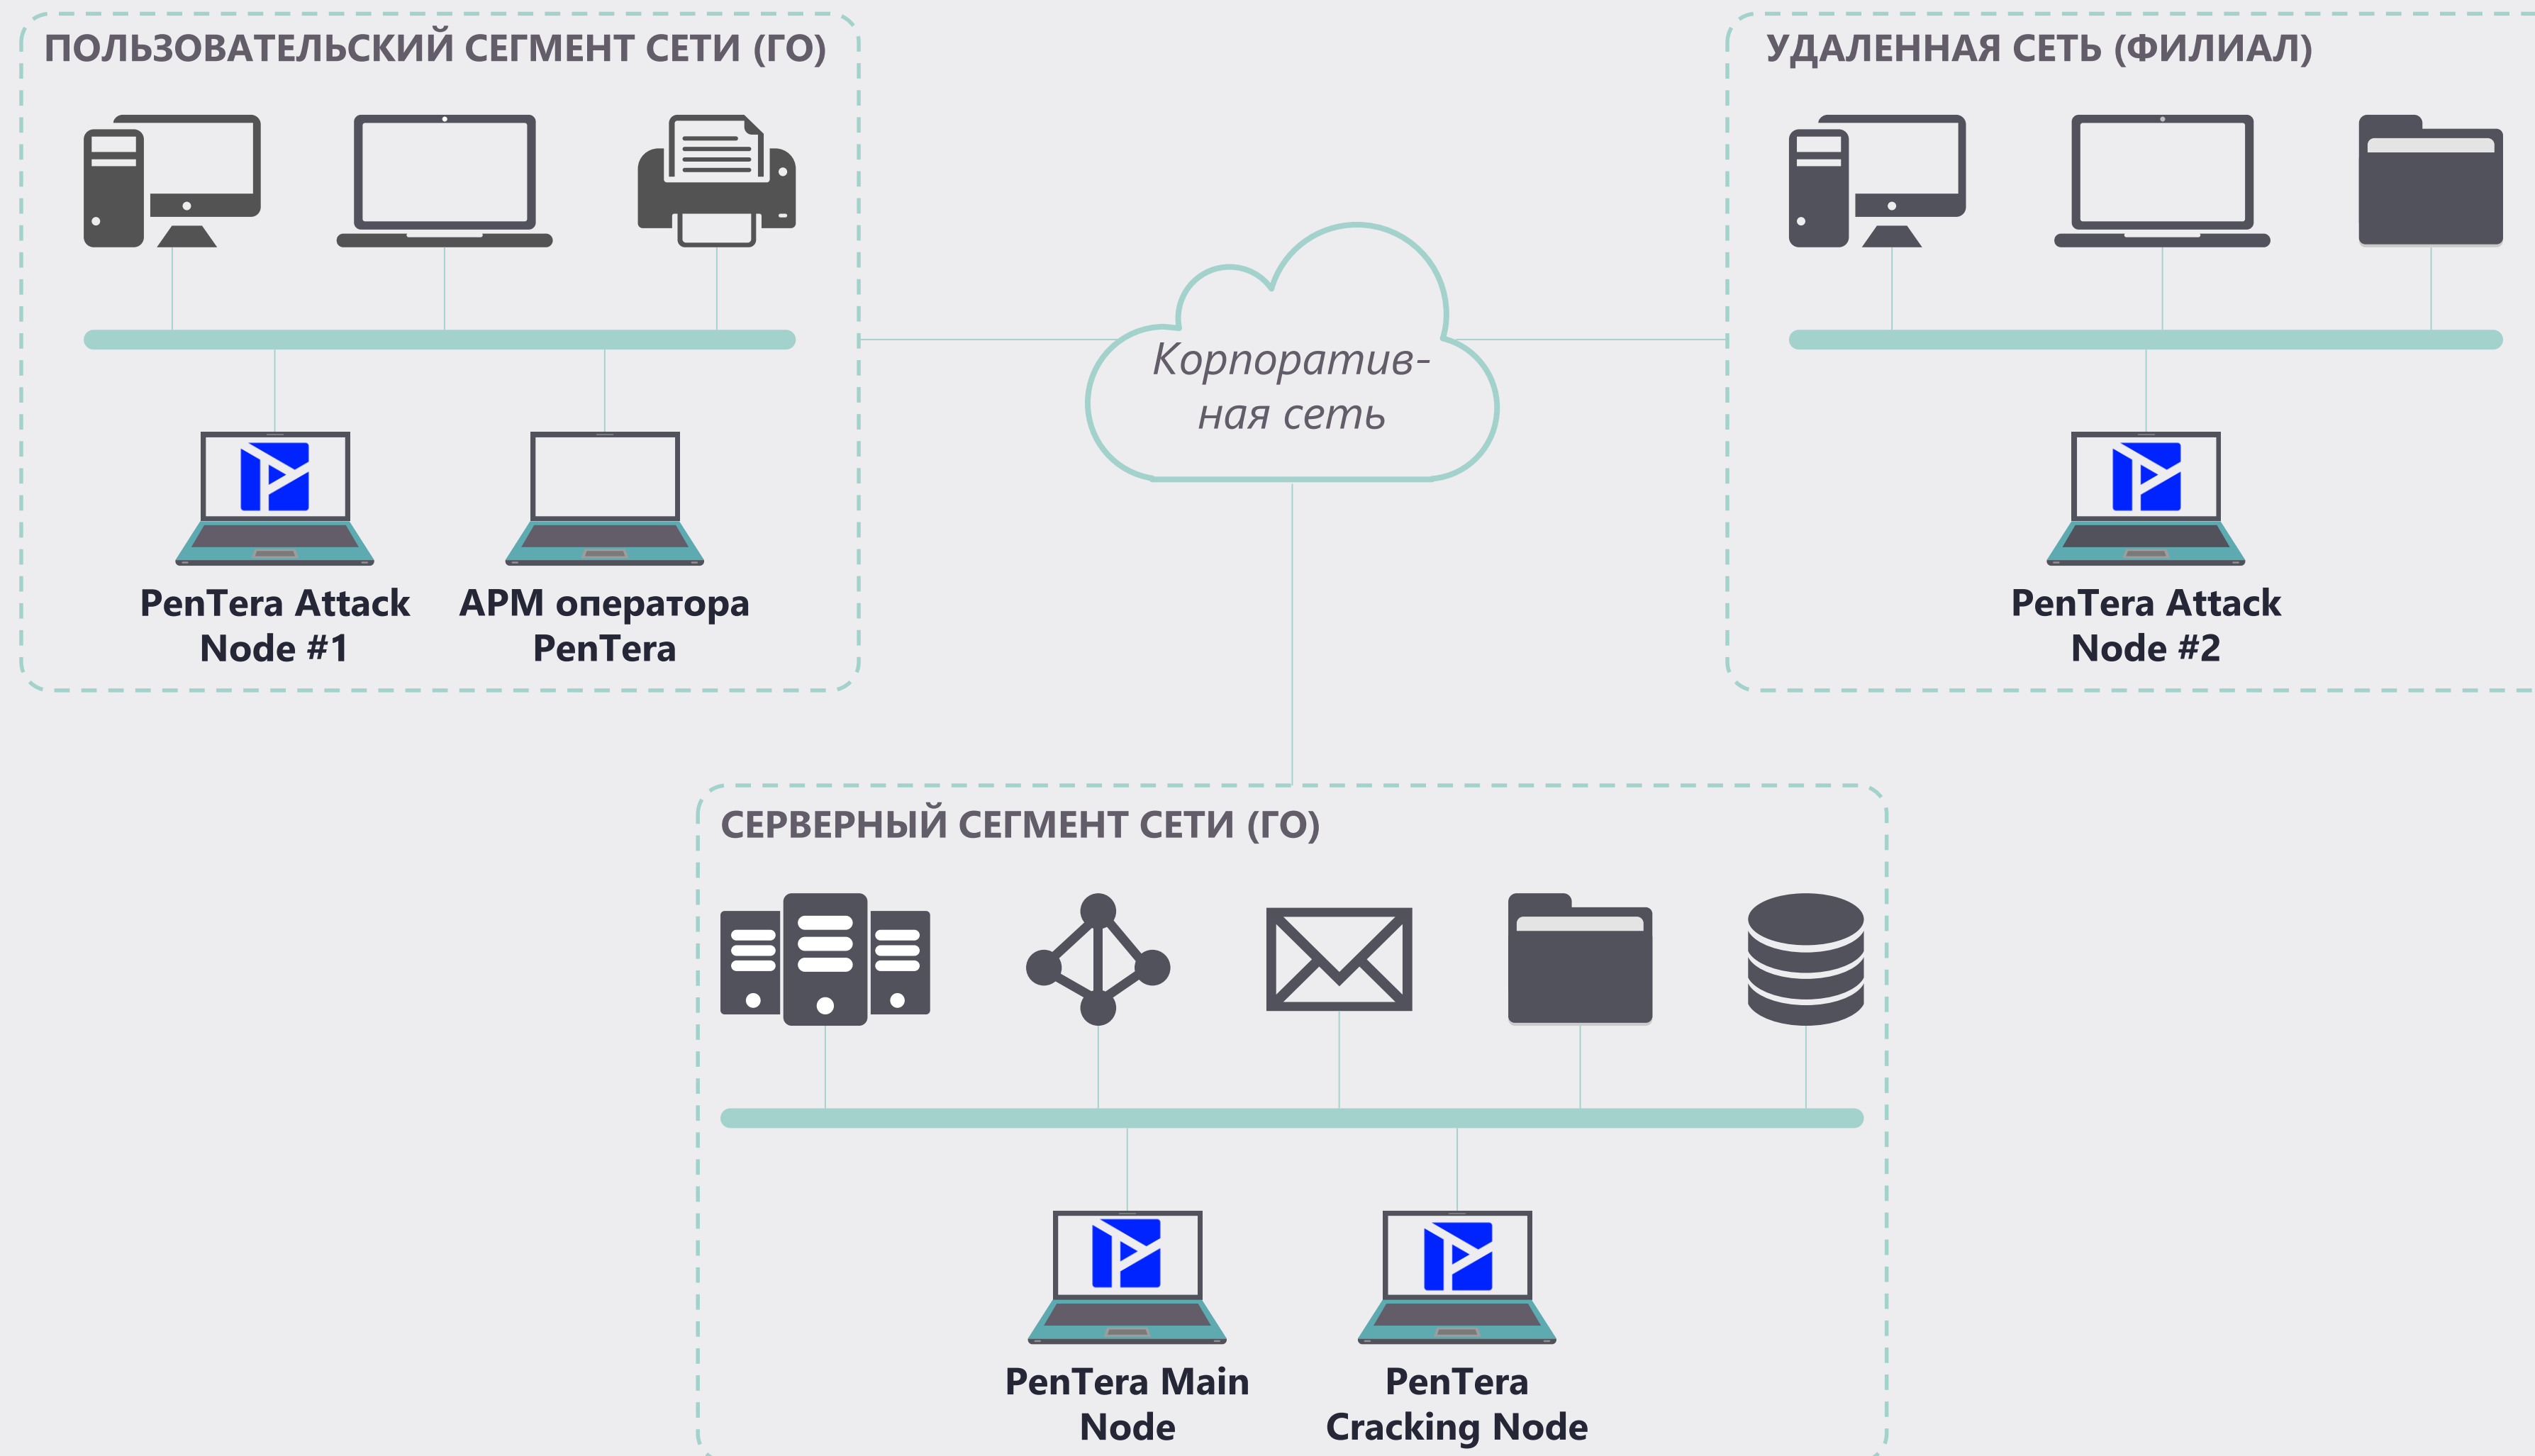 ПОЛЬЗОВАТЕЛЬСКИЙ СЕГМЕНТ СЕТИ (ГО)
PenTera Attack
Node #1
АРМ оператора
PenTera
Корпоратив-
ная сеть
УДАЛЕННАЯ СЕТЬ (ФИЛИАЛ)
PenTera Attack
Node #2
СЕРВЕРНЫЙ СЕГМЕНТ СЕТИ (ГО)
PenTera Main
Node
PenTera
Cracking Node